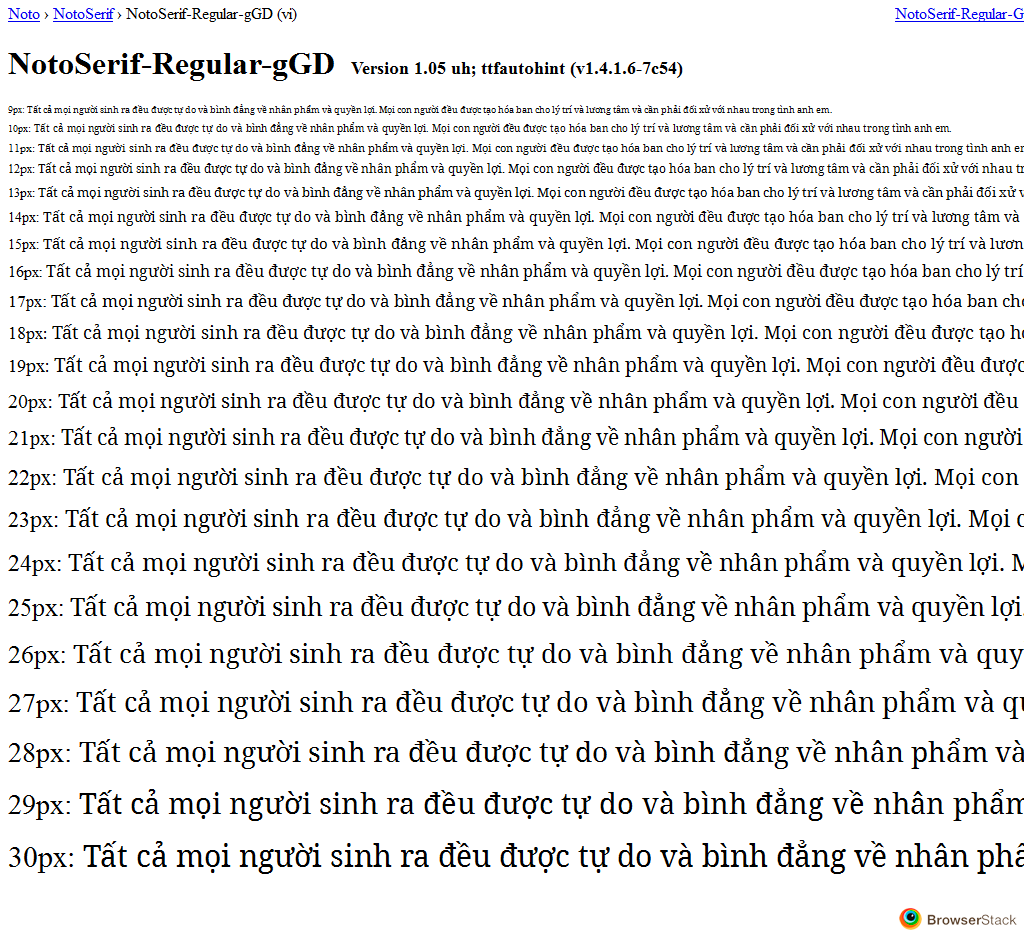 Noto › NotoSerif › NotoSerif-Regular-gGD (vi) NotoSerif-Regular-G
NotoSerif-Regular-gGD Version 1.05 uh; ttfautohint (v1.4.1.6-7c54)
9px: Tất cả mọi người sinh ra đều được tự do và bình đẳng về nhân phẩm và quyền lợi. Mọi con người đều được tạo hóa ban cho lý trí và lương tâm và cần phải đối xử với nhau trong tình anh em.
10px: Tất cả mọi người sinh ra đều được tự do và bình đẳng về nhân phẩm và quyền lợi. Mọi con người đều được tạo hóa ban cho lý trí và lương tâm và cần phải đối xử với nhau trong tình anh em.
11px: Tất cả mọi người sinh ra đều được tự do và bình đẳng về nhân phẩm và quyền lợi. Mọi con người đều được tạo hóa ban cho lý trí và lương tâm và cần phải đối xử với nhau trong tình anh e
12px: Tất cả mọi người sinh ra đều được tự do và bình đẳng về nhân phẩm và quyền lợi. Mọi con người đều được tạo hóa ban cho lý trí và lương tâm và cần phải đối xử với nhau tr
13px: Tất cả mọi người sinh ra đều được tự do và bình đẳng về nhân phẩm và quyền lợi. Mọi con người đều được tạo hóa ban cho lý trí và lương tâm và cần phải đối xử v
14px: Tất cả mọi người sinh ra đều được tự do và bình đẳng về nhân phẩm và quyền lợi. Mọi con người đều được tạo hóa ban cho lý trí và lương tâm và
15px: Tất cả mọi người sinh ra đều được tự do và bình đẳng về nhân phẩm và quyền lợi. Mọi con người đều được tạo hóa ban cho lý trí và lươn
16px: Tất cả mọi người sinh ra đều được tự do và bình đẳng về nhân phẩm và quyền lợi. Mọi con người đều được tạo hóa ban cho lý trí
17px: Tất cả mọi người sinh ra đều được tự do và bình đẳng về nhân phẩm và quyền lợi. Mọi con người đều được tạo hóa ban ch
18px: Tất cả mọi người sinh ra đều được tự do và bình đẳng về nhân phẩm và quyền lợi. Mọi con người đều được tạo h
19px: Tất cả mọi người sinh ra đều được tự do và bình đẳng về nhân phẩm và quyền lợi. Mọi con người đều được
20px: Tất cả mọi người sinh ra đều được tự do và bình đẳng về nhân phẩm và quyền lợi. Mọi con người đều
21px: Tất cả mọi người sinh ra đều được tự do và bình đẳng về nhân phẩm và quyền lợi. Mọi con người
22px: Tất cả mọi người sinh ra đều được tự do và bình đẳng về nhân phẩm và quyền lợi. Mọi con
23px: Tất cả mọi người sinh ra đều được tự do và bình đẳng về nhân phẩm và quyền lợi. Mọi c
24px: Tất cả mọi người sinh ra đều được tự do và bình đẳng về nhân phẩm và quyền lợi. M
25px: Tất cả mọi người sinh ra đều được tự do và bình đẳng về nhân phẩm và quyền lợi.
26px: Tất cả mọi người sinh ra đều được tự do và bình đẳng về nhân phẩm và quy
27px: Tất cả mọi người sinh ra đều được tự do và bình đẳng về nhân phẩm và qu
28px: Tất cả mọi người sinh ra đều được tự do và bình đẳng về nhân phẩm và
29px: Tất cả mọi người sinh ra đều được tự do và bình đẳng về nhân phẩm
30px: Tất cả mọi người sinh ra đều được tự do và bình đẳng về nhân phẩ
BrowserStack